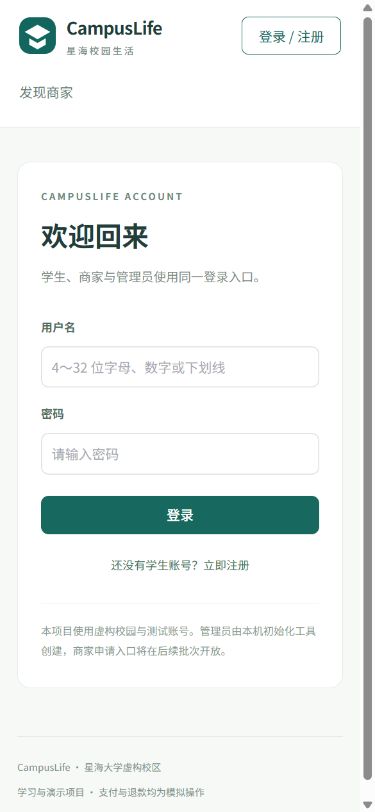 CampusLife
星海校园生活
登录 / 注册
发现商家
CAMPUSLIFE ACCOUNT
欢迎回来
学生、商家与管理员使用同一登录入口。
用户名
4～32 位字母、数字或下划线
密码
请输入密码
登录
还没有学生账号？立即注册
本项目使用虚构校园与测试账号。管理员由本机初始化工具
创建，商家申请入口将在后续批次开放。
CampusLife · 星海大学虚构校区
学习与演示项目 · 支付与退款均为模拟操作